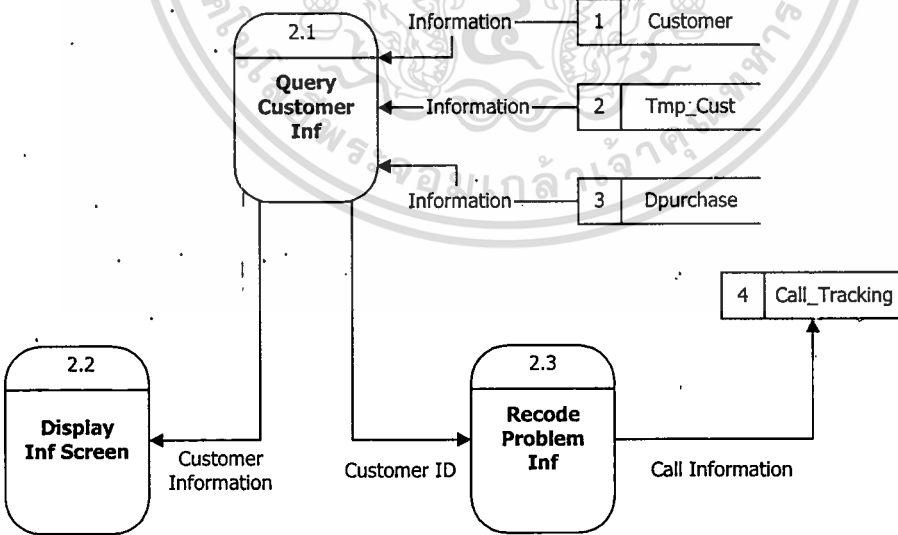 2.1
Query
Customer
Inf
Information
1 Customer
Information
2 Tmp_Cust
Information
3 Dpurchase
4 Call_Tracking
2.2
Display
Inf Screen
Customer
Information
Customer ID
2.3
Recode
Problem
Inf
Call Information